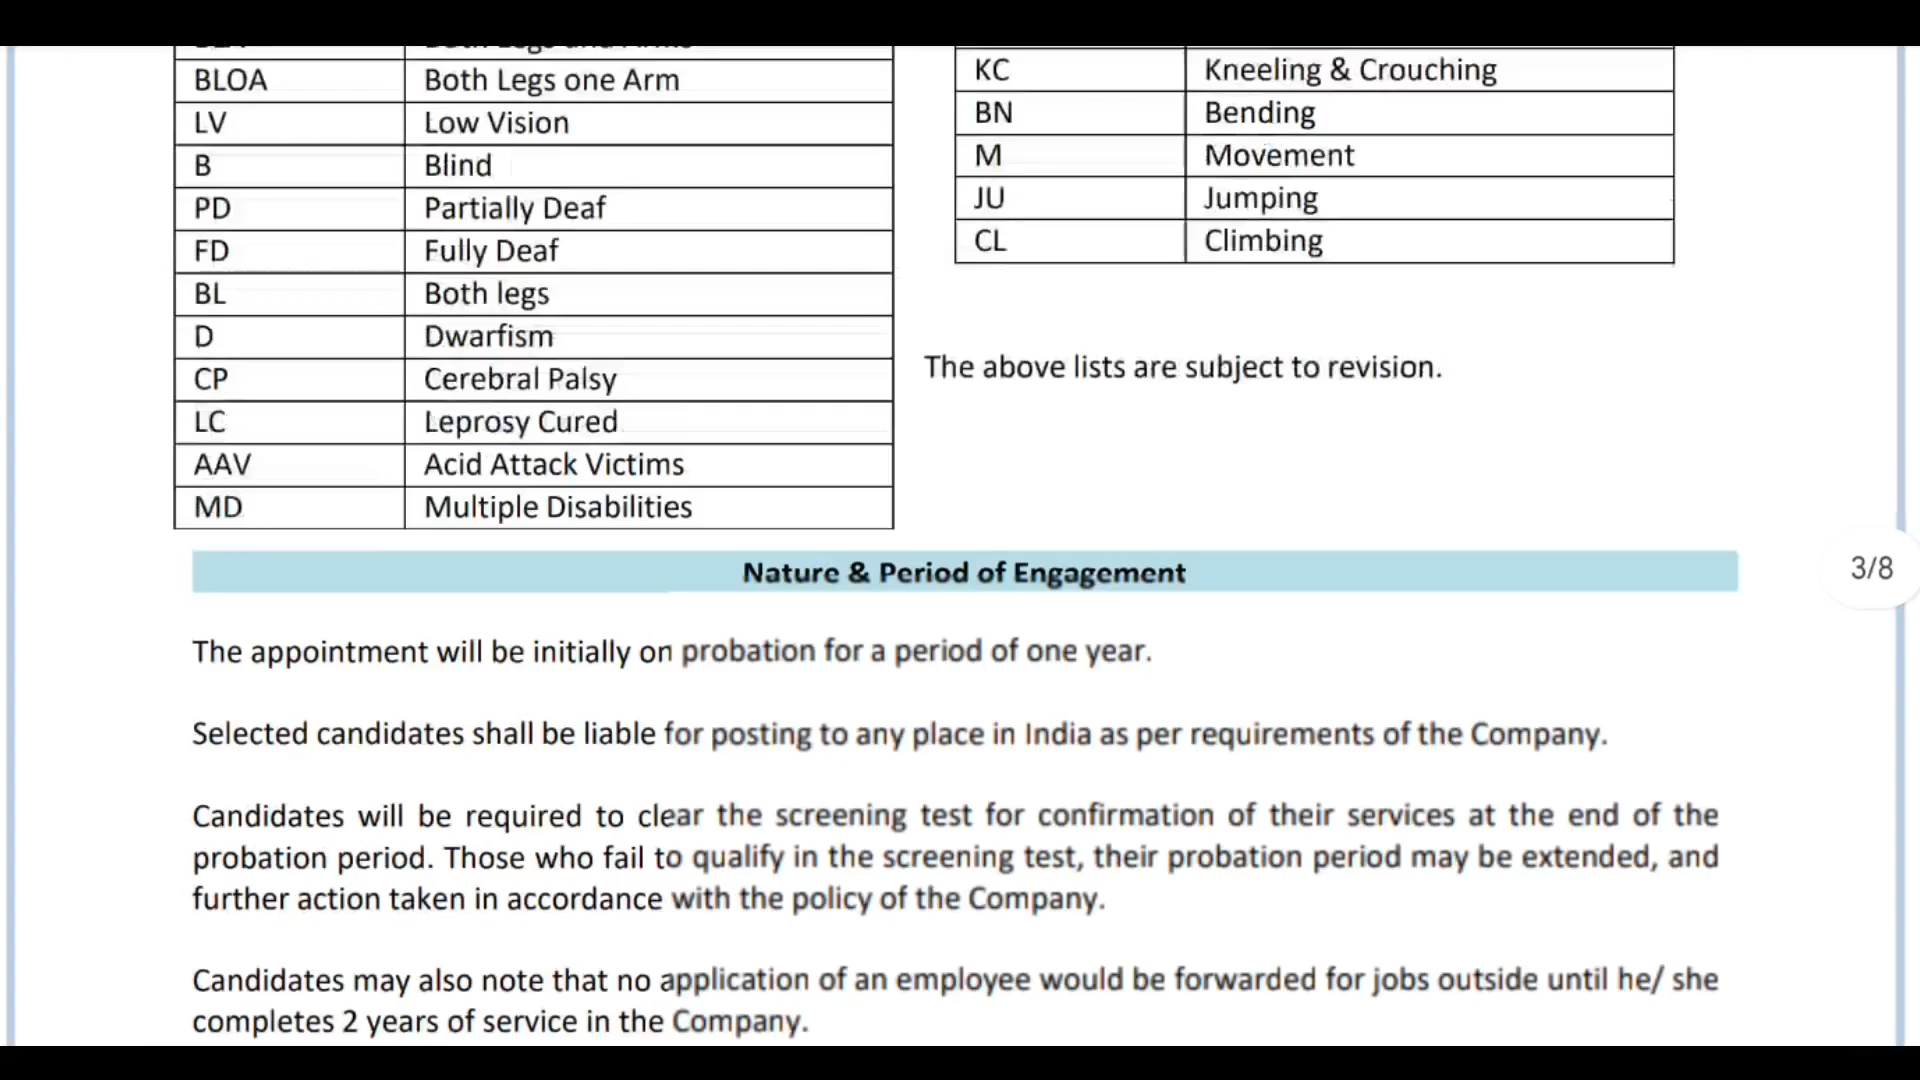 BLOA Both Legs one Arm
LV Low Vision
B Blind
PD Partially Deaf
FD Fully Deaf
BL Both legs
D Dwarfism
CP Cerebral Palsy
LC Leprosy Cured
AAV Acid Attack Victims
MD Multiple Disabilities
KC Kneeling & Crouching
BN Bending
M Movement
JU Jumping
CL Climbing
The above lists are subject to revision.
Nature & Period of Engagement
3/8
The appointment will be initially on probation for a period of one year.
Selected candidates shall be liable for posting to any place in India as per requirements of the Company.
Candidates will be required to clear the screening test for confirmation of their services at the end of the
probation period. Those who fail to qualify in the screening test, their probation period may be extended, and
further action taken in accordance with the policy of the Company.
Candidates may also note that no application of an employee would be forwarded for jobs outside until he/ she
completes 2 years of service in the Company.